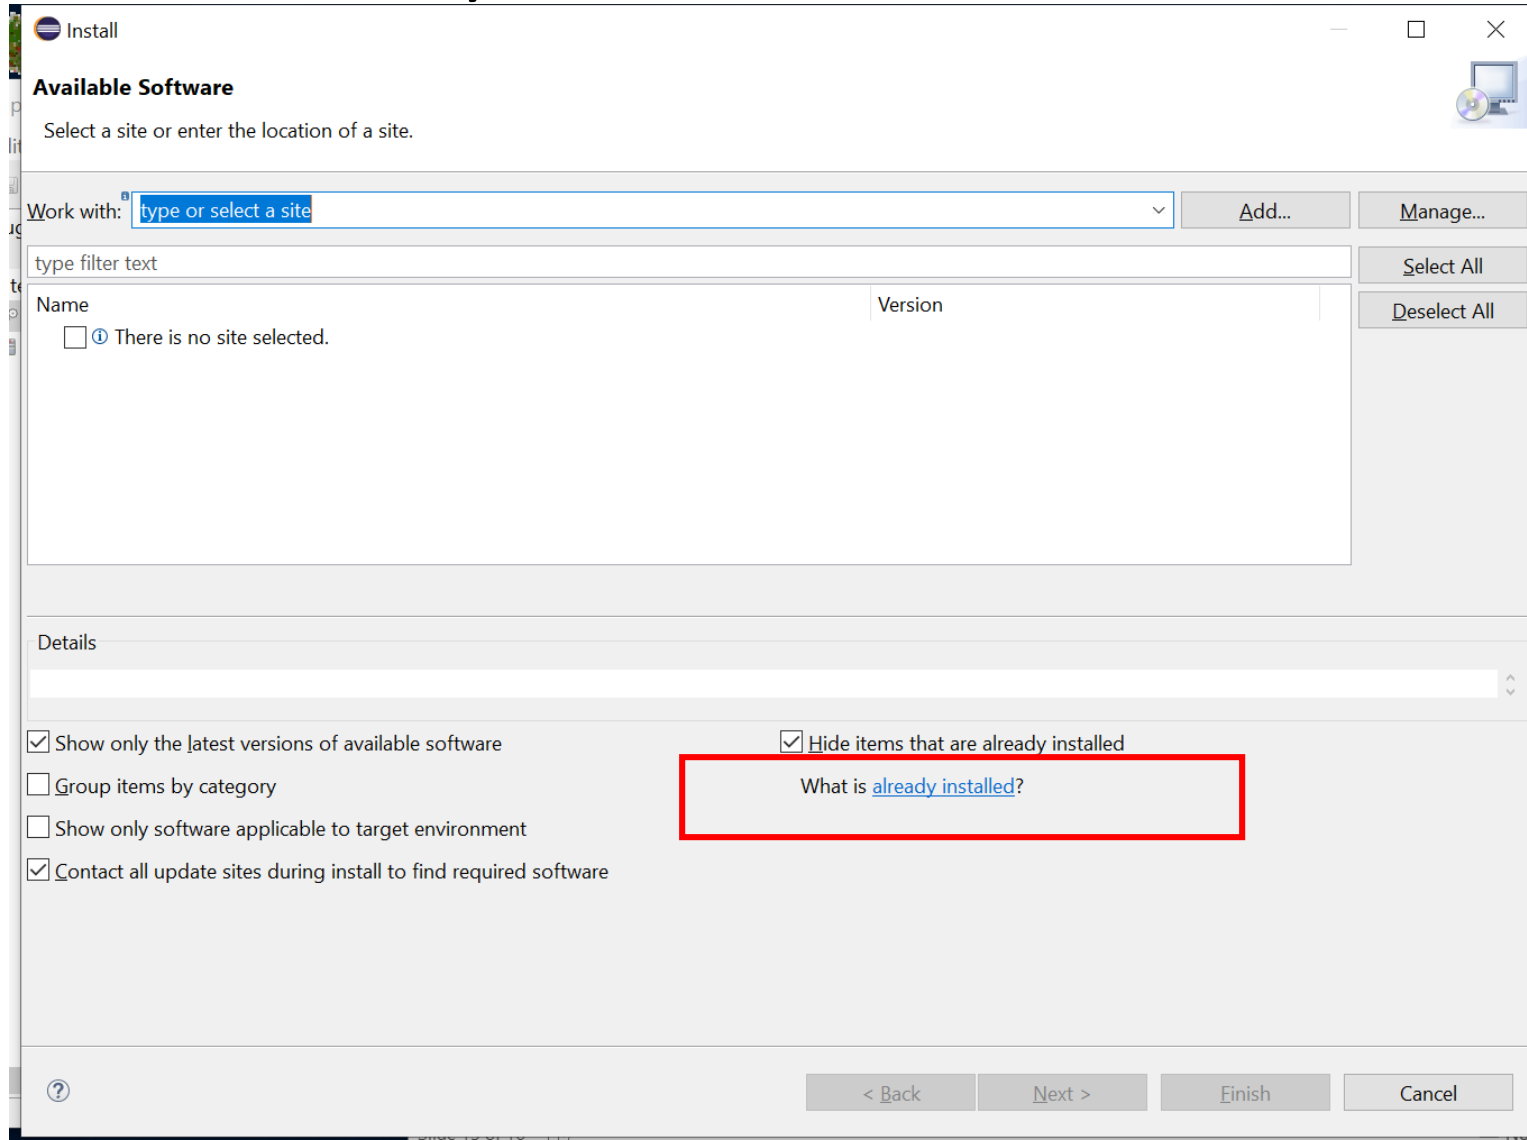 Install
Available Software
Select a site or enter the location of a site.
Work with: type or select a site Add... Manage...
type filter text Select All
Name Version Deselect All
There is no site selected.
Details
Show only the latest versions of available software Hide items that are already installed
Group items by category What is already installed?
Show only software applicable to target environment
Contact all update sites during install to find required software
< Back Next > Finish Cancel